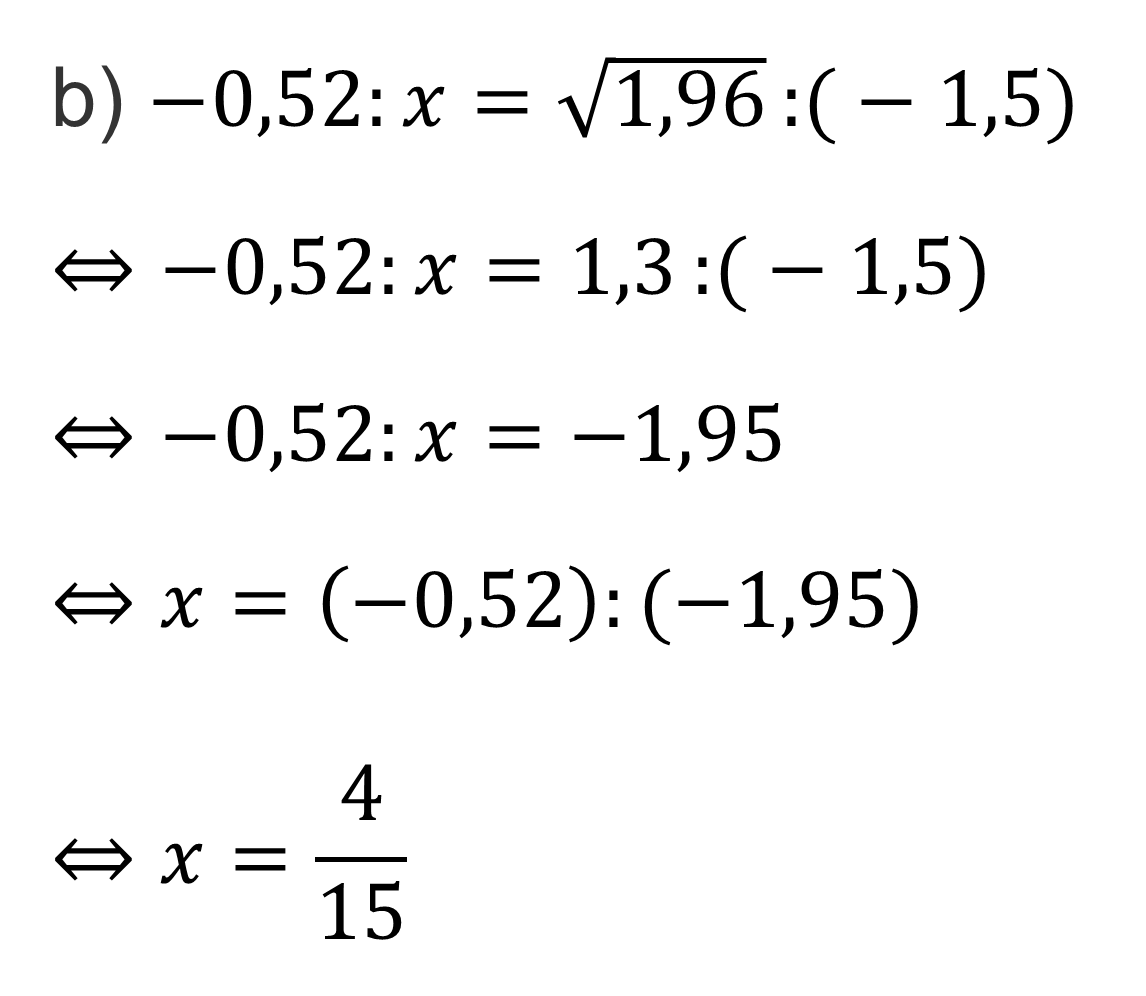 b) −0,52: x = √1,96 :( − 1,5)
⇔ −0,52: x = 1,3 :( − 1,5)
⇔ −0,52: x = −1,95
⇔ x = (−0,52): (−1,95)
⇔ x = 4/15